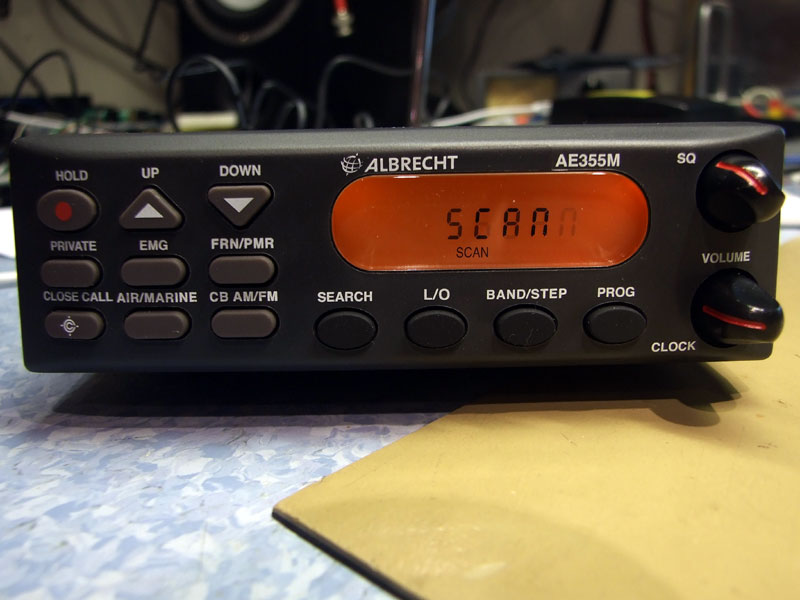 HOLD UP DOWN
PRIVATE EMG FRN/PMR
CLOSE CALL AIR/MARINE CB AM/FM
ALBRECHT AE355M
SCAN
SCAN
SEARCH L/O BAND/STEP PROG
SQ
VOLUME
CLOCK